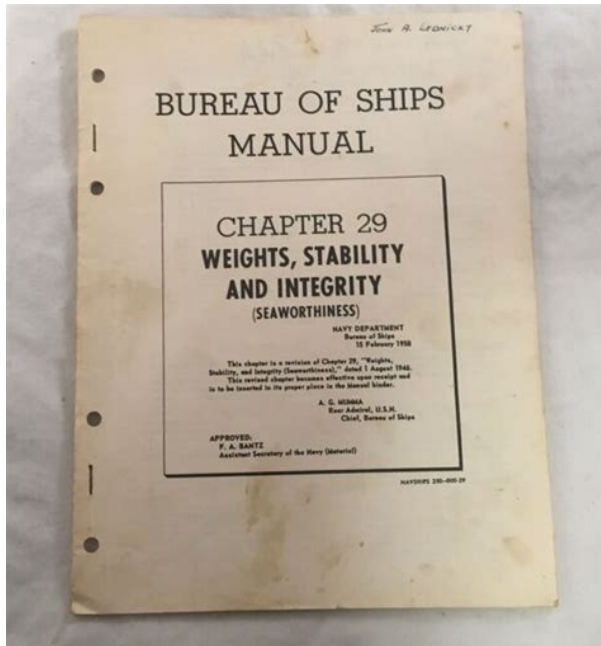 JOHN A. LEDNICKY
BUREAU OF SHIPS
MANUAL
CHAPTER 29
WEIGHTS, STABILITY
AND INTEGRITY
(SEAWORTHINESS)
NAVY DEPARTMENT
Bureau of Ships
15 February 1958
This chapter is a revision of Chapter 29, "Weights,
Stability, and Integrity (Seaworthiness)," dated 1 August 1948.
This revised chapter becomes effective upon receipt and
is to be inserted in its proper place in the Manual binder.
A. G. MUMMA
Rear Admiral, U.S.N.
Chief, Bureau of Ships
APPROVED:
F. A. BANTZ
Assistant Secretary of the Navy (Material)
NAVSHIPS 250-000-29